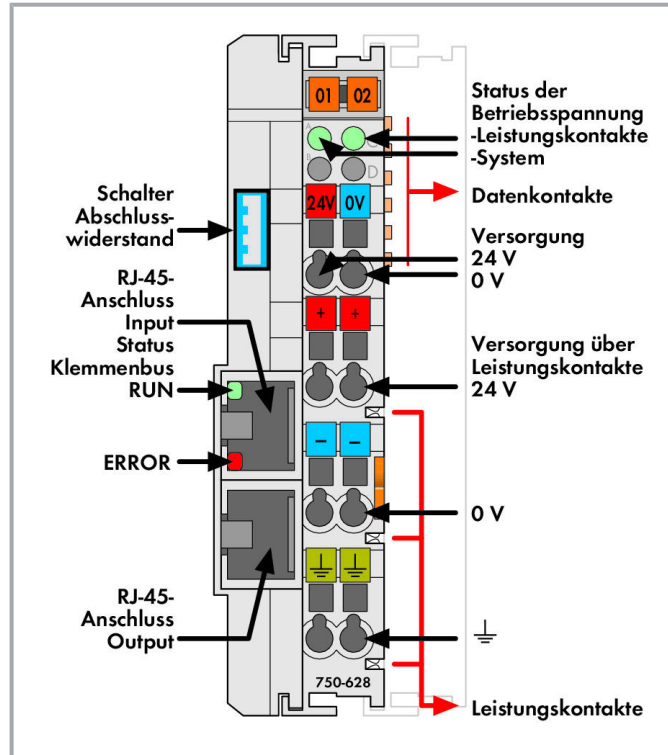 01 02
A
C
B
D
24V 0V
+ +
– –
750-628
Schalter
Abschluss-
widerstand
RJ-45-
Anschluss
Input
Status
Klemmenbus
RUN
ERROR
RJ-45-
Anschluss
Output
Status der
Betriebsspannung
-Leistungskontakte
-System
Datenkontakte
Versorgung
24 V
0 V
Versorgung über
Leistungskontakte
24 V
0 V
Leistungskontakte